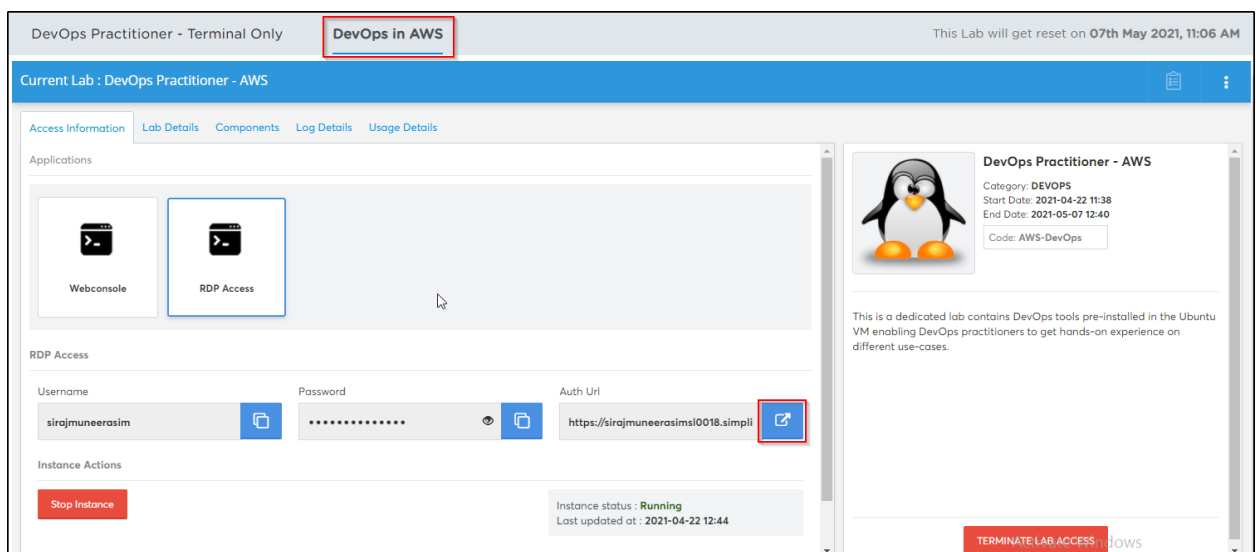 DevOps Practitioner - Terminal Only
DevOps in AWS
This Lab will get reset on 07th May 2021, 11:06 AM
Current Lab : DevOps Practitioner - AWS
Access Information
Lab Details
Components
Log Details
Usage Details
Applications
Webconsole
RDP Access
RDP Access
Username
Password
Auth Url
sirajmuneerasim
••••••••••••••
https://sirajmuneerasimsl0018.simpli
Instance Actions
Stop Instance
Instance status : Running
Last updated at : 2021-04-22 12:44
DevOps Practitioner - AWS
Category: DEVOPS
Start Date: 2021-04-22 11:38
End Date: 2021-05-07 12:40
Code: AWS-DevOps
This is a dedicated lab contains DevOps tools pre-installed in the Ubuntu
VM enabling DevOps practitioners to get hands-on experience on
different use-cases.
TERMINATE LAB ACCESS
Activate Windows